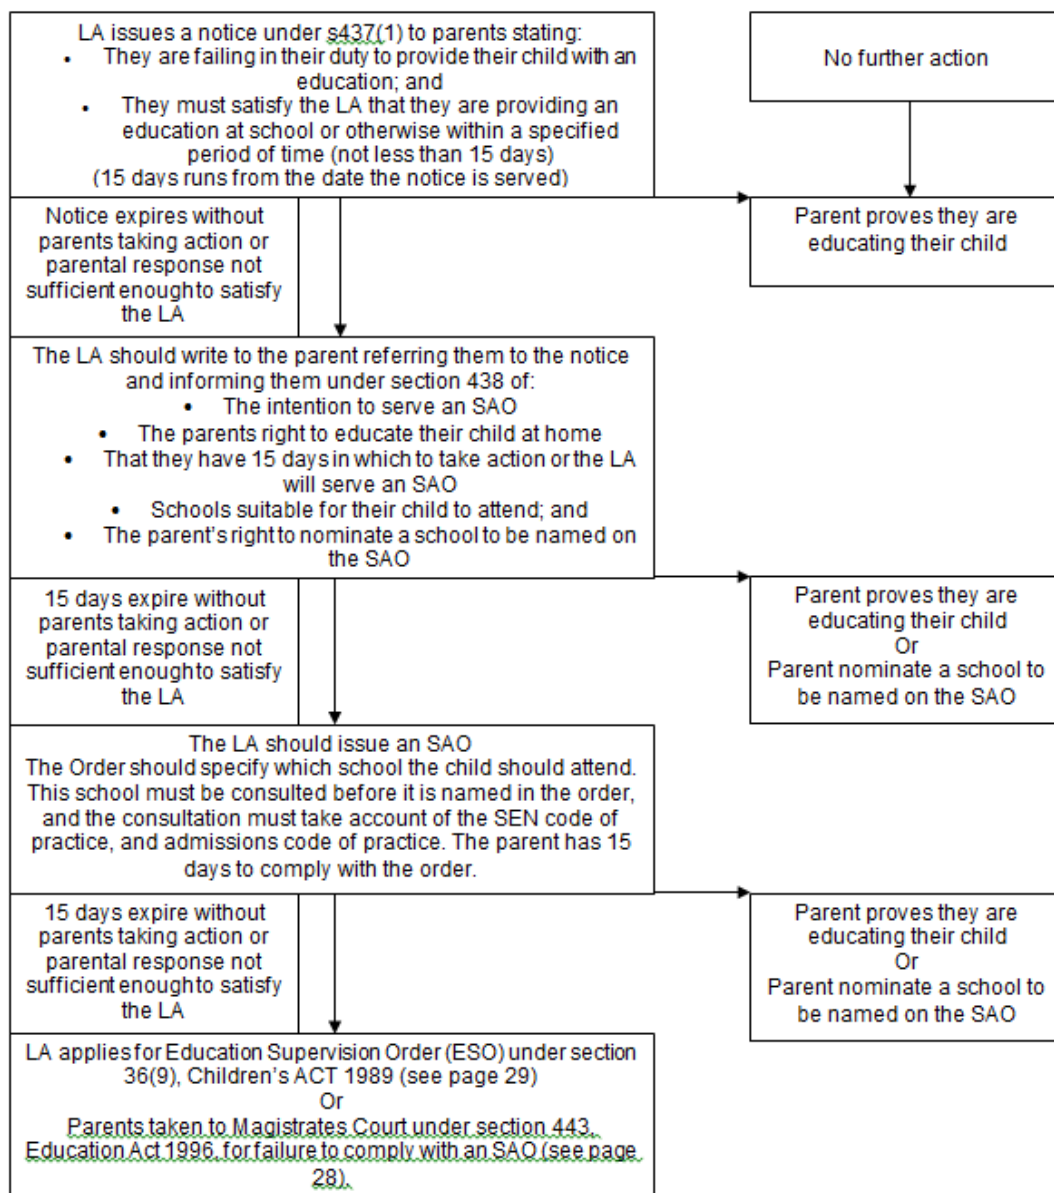 LA issues a notice under s437(1) to parents stating:
• They are failing in their duty to provide their child with an
education; and
• They must satisfy the LA that they are providing an
education at school or otherwise within a specified
period of time (not less than 15 days)
(15 days runs from the date the notice is served)
No further action
Notice expires without
parents taking action or
parental response not
sufficient enough to satisfy
the LA
Parent proves they are
educating their child
The LA should write to the parent referring them to the notice
and informing them under section 438 of:
• The intention to serve an SAO
• The parents right to educate their child at home
• That they have 15 days in which to take action or the LA
will serve an SAO
• Schools suitable for their child to attend; and
• The parent's right to nominate a school to be named on
the SAO
15 days expire without
parents taking action or
parental response not
sufficient enough to satisfy
the LA
Parent proves they are
educating their child
Or
Parent nominate a school to
be named on the SAO
The LA should issue an SAO
The Order should specify which school the child should attend.
This school must be consulted before it is named in the order,
and the consultation must take account of the SEN code of
practice, and admissions code of practice. The parent has 15
days to comply with the order.
15 days expire without
parents taking action or
parental response not
sufficient enough to satisfy
the LA
Parent proves they are
educating their child
Or
Parent nominate a school to
be named on the SAO
LA applies for Education Supervision Order (ESO) under section
36(9), Children's ACT 1989 (see page 29)
Or
Parents taken to Magistrates Court under section 443,
Education Act 1996, for failure to comply with an SAO (see page
28).